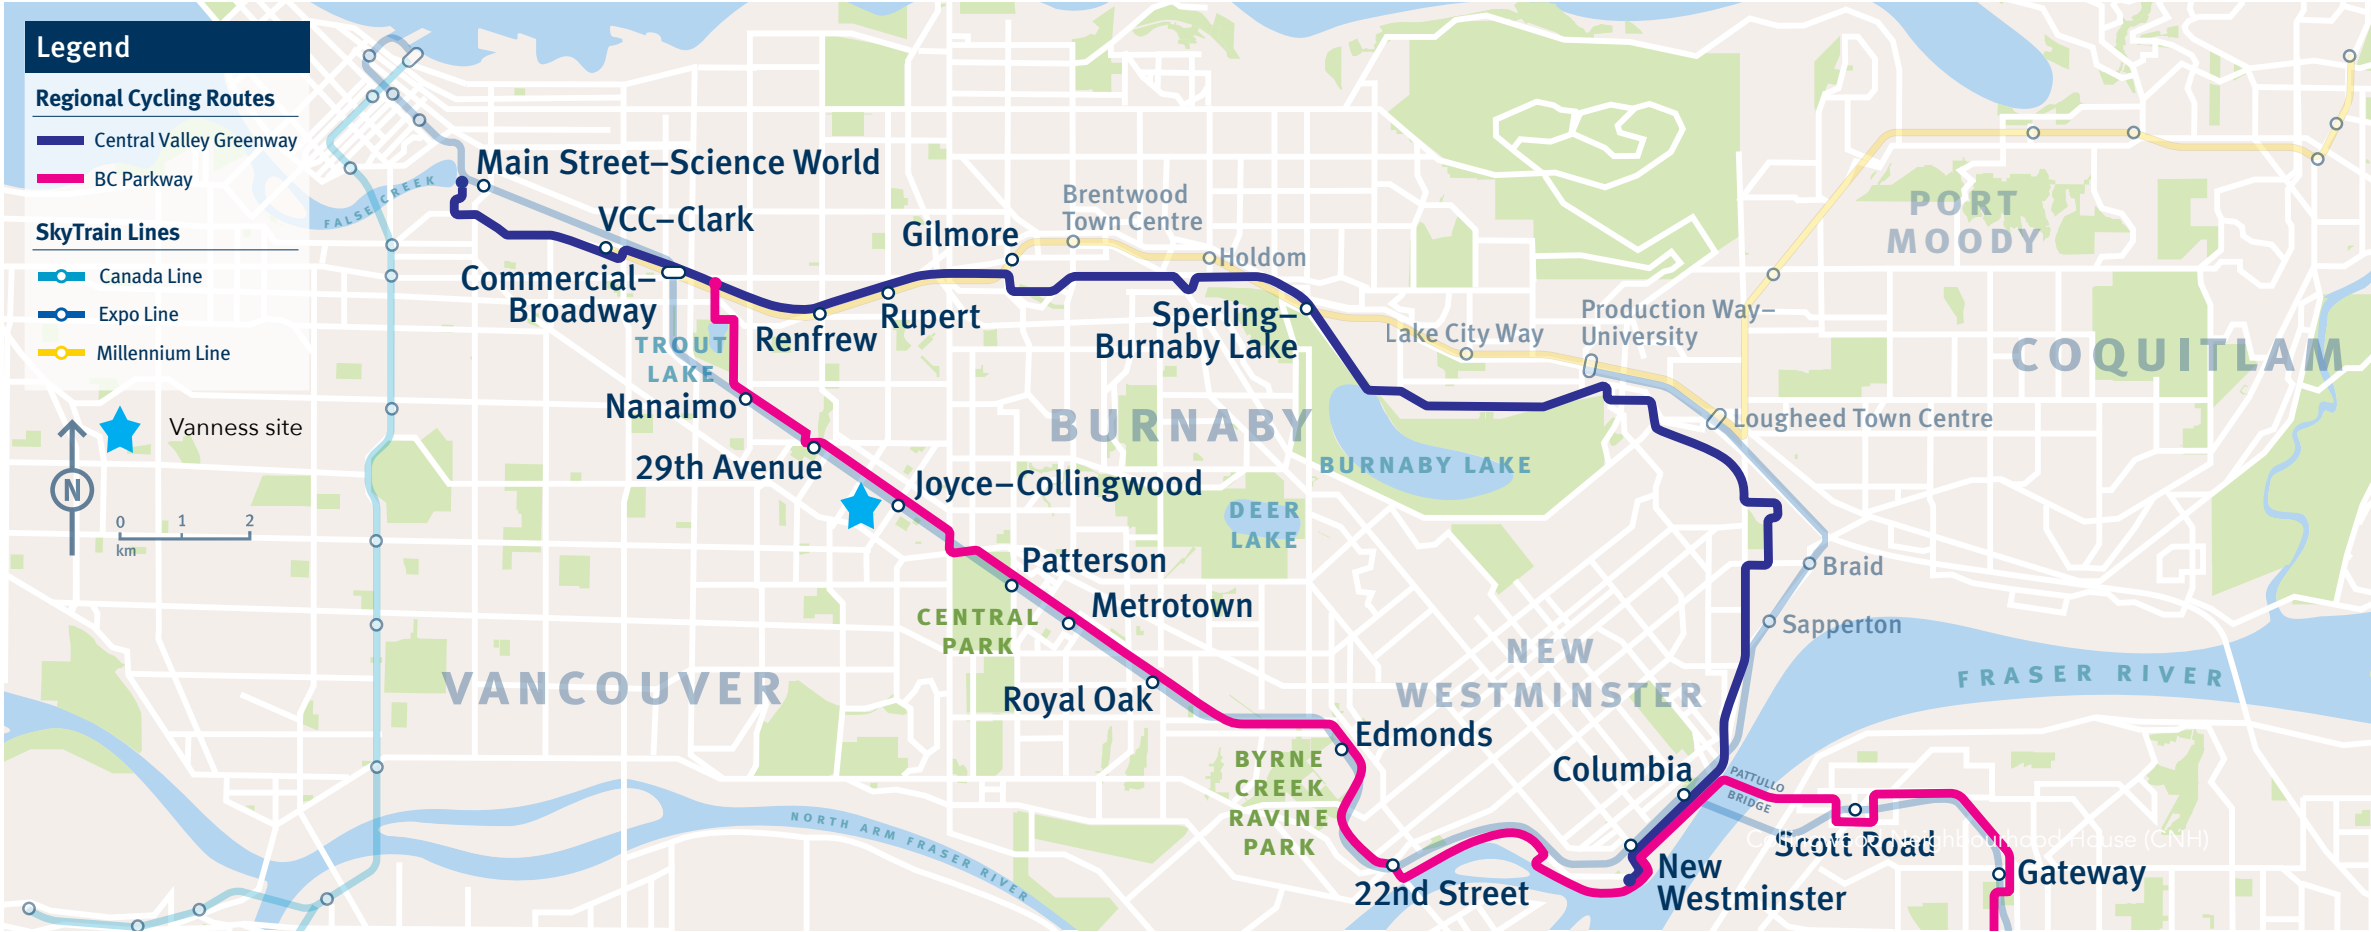 Legend
Regional Cycling Routes
Central Valley Greenway
BC Parkway
SkyTrain Lines
Canada Line
Expo Line
Millennium Line
Vanness site
N
0 1 2
km
FALSE CREEK
Main Street–Science World
VCC–Clark
Commercial–
Broadway
TROUT
LAKE
Renfrew
Rupert
Gilmore
Brentwood
Town Centre
Holdom
Sperling–
Burnaby Lake
Lake City Way
Production Way–
University
Lougheed Town Centre
PORT
MOODY
COQUITLAM
Nanaimo
29th Avenue
Joyce–Collingwood
BURNABY
BURNABY LAKE
DEER
LAKE
Patterson
Metrotown
CENTRAL
PARK
Royal Oak
VANCOUVER
Braid
Sapperton
NEW
WESTMINSTER
FRASER RIVER
Edmonds
BYRNE
CREEK
RAVINE
PARK
Columbia
PATTULLO
BRIDGE
Collingwood Neighbourhood House (CNH)
Scott Road
22nd Street
New
Westminster
Gateway
NORTH ARM FRASER RIVER